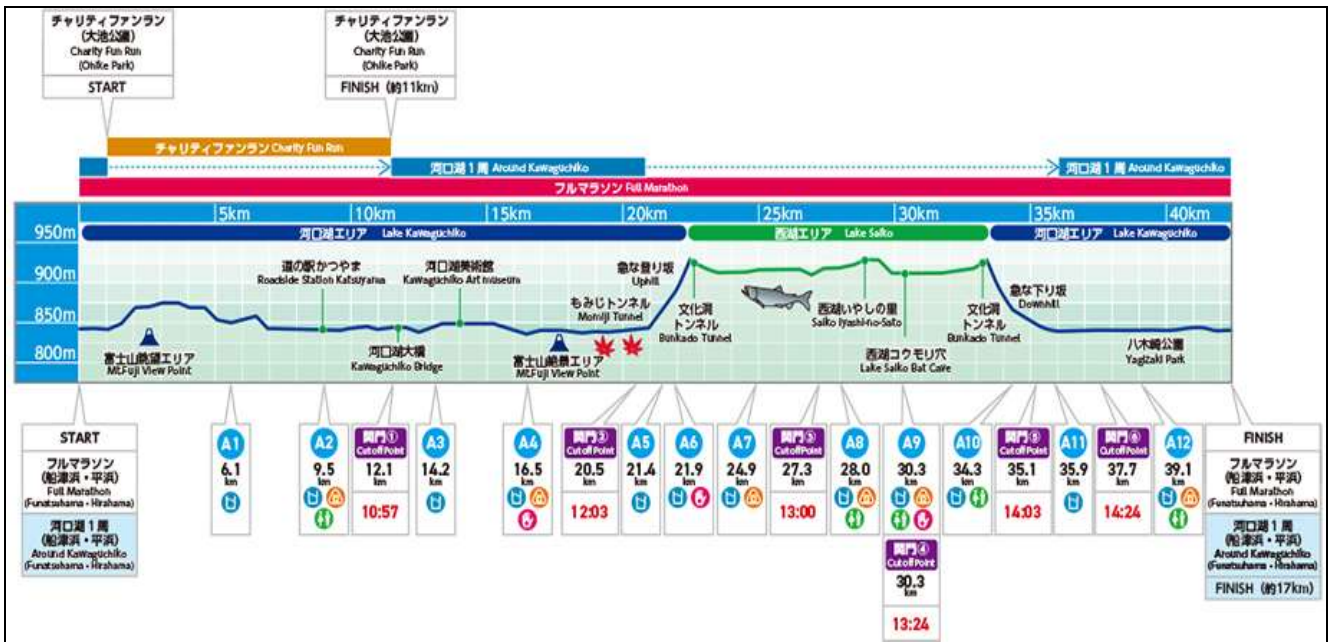 チャリティファンラン
(大池公園)
Charity Fun Run
(Ohike Park)
START
チャリティファンラン
(大池公園)
Charity Fun Run
(Ohike Park)
FINISH (約11km)
チャリティファンラン Charity Fun Run
河口湖1周 Around Kawaguchiko
河口湖1周 Around Kawaguchiko
フルマラソン Full Marathon
5km
10km
15km
20km
25km
30km
35km
40km
950m
900m
850m
800m
河口湖エリア Lake Kawaguchiko
西湖エリア Lake Saiko
河口湖エリア Lake Kawaguchiko
富士山眺望エリア
Mt.Fuji View Point
道の駅かつやま
Roadside Station Katsuyama
河口湖大橋
Kawaguchiko Bridge
河口湖美術館
Kawaguchiko Art museum
富士山絶景エリア
Mt.Fuji View Point
もみじトンネル
Momiji Tunnel
急な登り坂
Uphill
文化洞
トンネル
Bunkado Tunnel
西湖いやしの里
Saiko Iyashi-no-Sato
西湖コウモリ穴
Lake Saiko Bat Cave
文化洞
トンネル
Bunkado Tunnel
急な下り坂
Downhill
八木崎公園
Yagizaki Park
START
フルマラソン
(船津浜・平浜)
Full Marathon
(Funatsuhama・Hirahama)
河口湖1周
(船津浜・平浜)
Around Kawaguchiko
(Funatsuhama・Hirahama)
A1
6.1
km
A2
9.5
km
関門①
Cutoff Point
12.1
km
10:57
A3
14.2
km
A4
16.5
km
関門②
Cutoff Point
20.5
km
12:03
A5
21.4
km
A6
21.9
km
A7
24.9
km
関門③
Cutoff Point
27.3
km
13:00
A8
28.0
km
A9
30.3
km
関門④
Cutoff Point
30.3
km
13:24
A10
34.3
km
関門⑤
Cutoff Point
35.1
km
14:03
A11
35.9
km
関門⑥
Cutoff Point
37.7
km
14:24
A12
39.1
km
FINISH
フルマラソン
(船津浜・平浜)
Full Marathon
(Funatsuhama・Hirahama)
河口湖1周
(船津浜・平浜)
Around Kawaguchiko
(Funatsuhama・Hirahama)
FINISH (約17km)